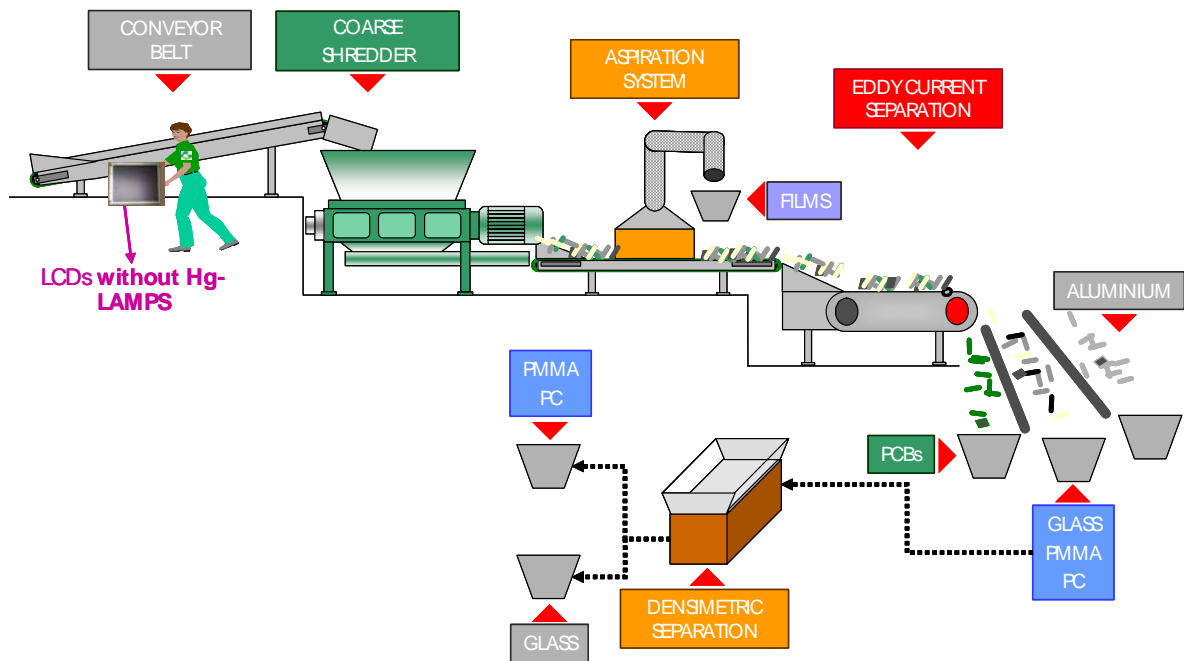 CONVEYOR
BELT
COARSE
SHREDDER
ASPIRATION
SYSTEM
EDDY CURRENT
SEPARATION
FILMS
LCDs without Hg-
LAMPS
ALUMINIUM
PMMA
PC
PCBs
GLASS
PMMA
PC
DENSIMETRIC
SEPARATION
GLASS